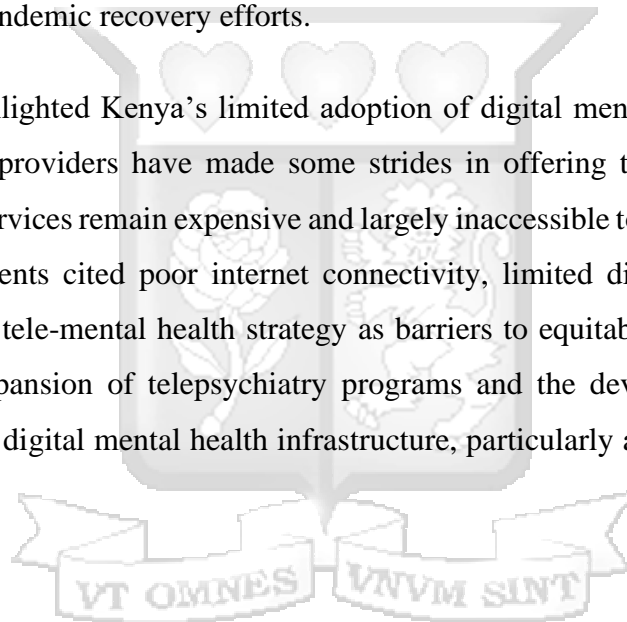 ndemic recovery efforts.
lighted Kenya’s limited adoption of digital men
providers have made some strides in offering t
rvices remain expensive and largely inaccessible to
ents cited poor internet connectivity, limited di
tele-mental health strategy as barriers to equitab
pansion of telepsychiatry programs and the dev
digital mental health infrastructure, particularly a
VT OMNES VNVM SINT